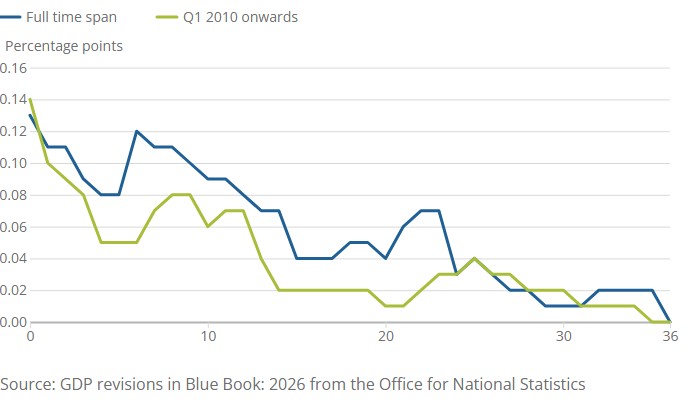 Full time span Q1 2010 onwards
Percentage points
0.16
0.14
0.12
0.10
0.08
0.06
0.04
0.02
0.00
0 10 20 30 36
Source: GDP revisions in Blue Book: 2026 from the Office for National Statistics